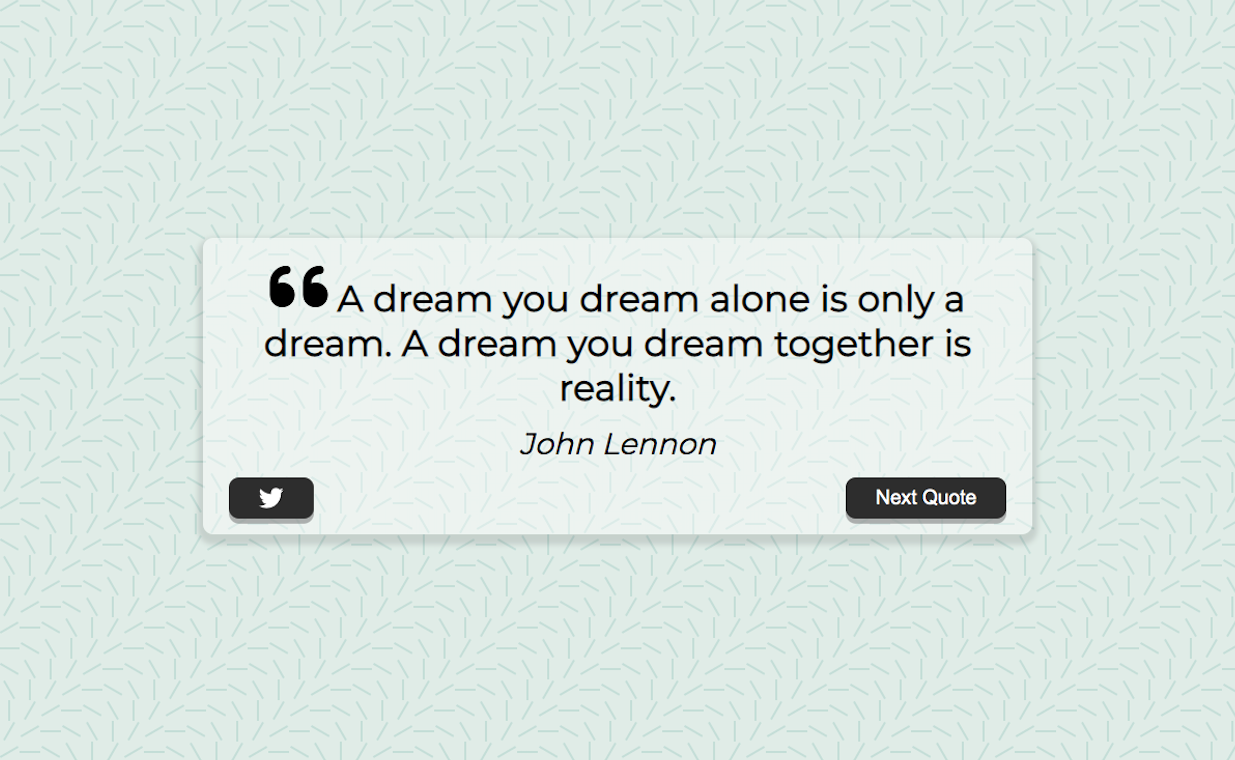 “ A dream you dream alone is only a
dream. A dream you dream together is
reality.
John Lennon
Next Quote